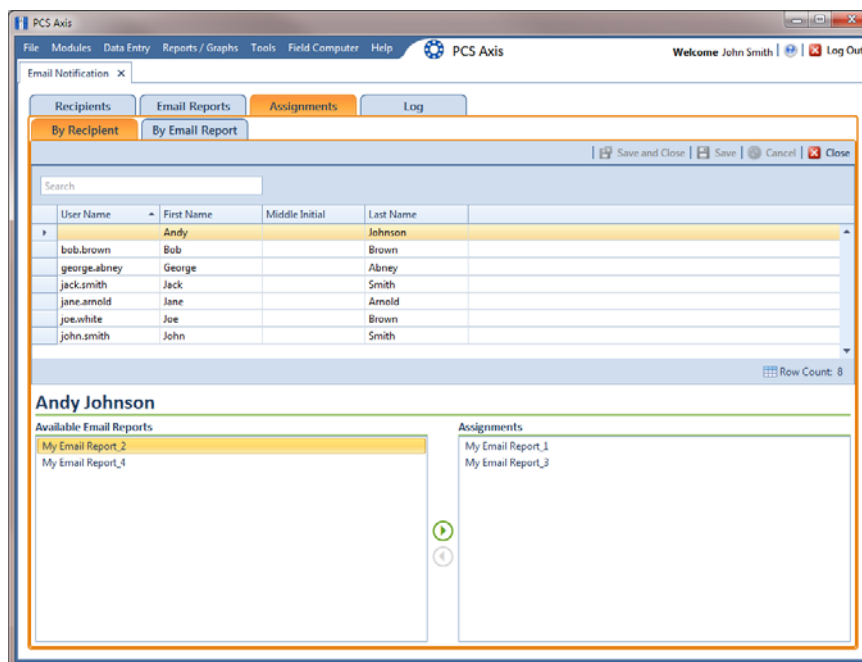 PCS Axis
File Modules Data Entry Reports / Graphs Tools Field Computer Help PCS Axis Welcome John Smith Log Out
Email Notification X
Recipients Email Reports Assignments Log
By Recipient By Email Report
Save and Close Save Cancel Close
Search
User Name First Name Middle Initial Last Name
Andy Johnson
bob.brown Bob Brown
george.abney George Abney
jack.smith Jack Smith
jane.arnold Jane Arnold
joe.white Joe Brown
john.smith John Smith
Row Count: 8
Andy Johnson
Available Email Reports Assignments
My Email Report_2 My Email Report_1
My Email Report_4 My Email Report_3